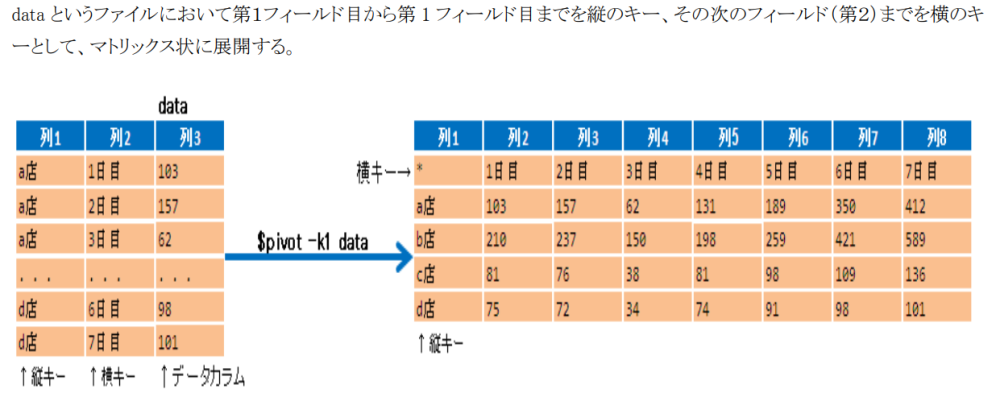 data というファイルにおいて第1フィールド目から第 1 フィールド目までを縦のキー、その次のフィールド(第2)までを横のキ
ーとして、マトリックス状に展開する。
data
列1 列2 列3
a店 1日目 103
a店 2日目 157
a店 3日目 62
. . . . . . . . .
d店 6日目 98
d店 7日目 101
↑縦キー ↑横キー ↑データカラム
$pivot -k1 data
列1 列2 列3 列4 列5 列6 列7 列8
横キー→ * 1日目 2日目 3日目 4日目 5日目 6日目 7日目
a店 103 157 62 131 189 350 412
b店 210 237 150 198 259 421 589
c店 81 76 38 81 98 109 136
d店 75 72 34 74 91 98 101
↑縦キー